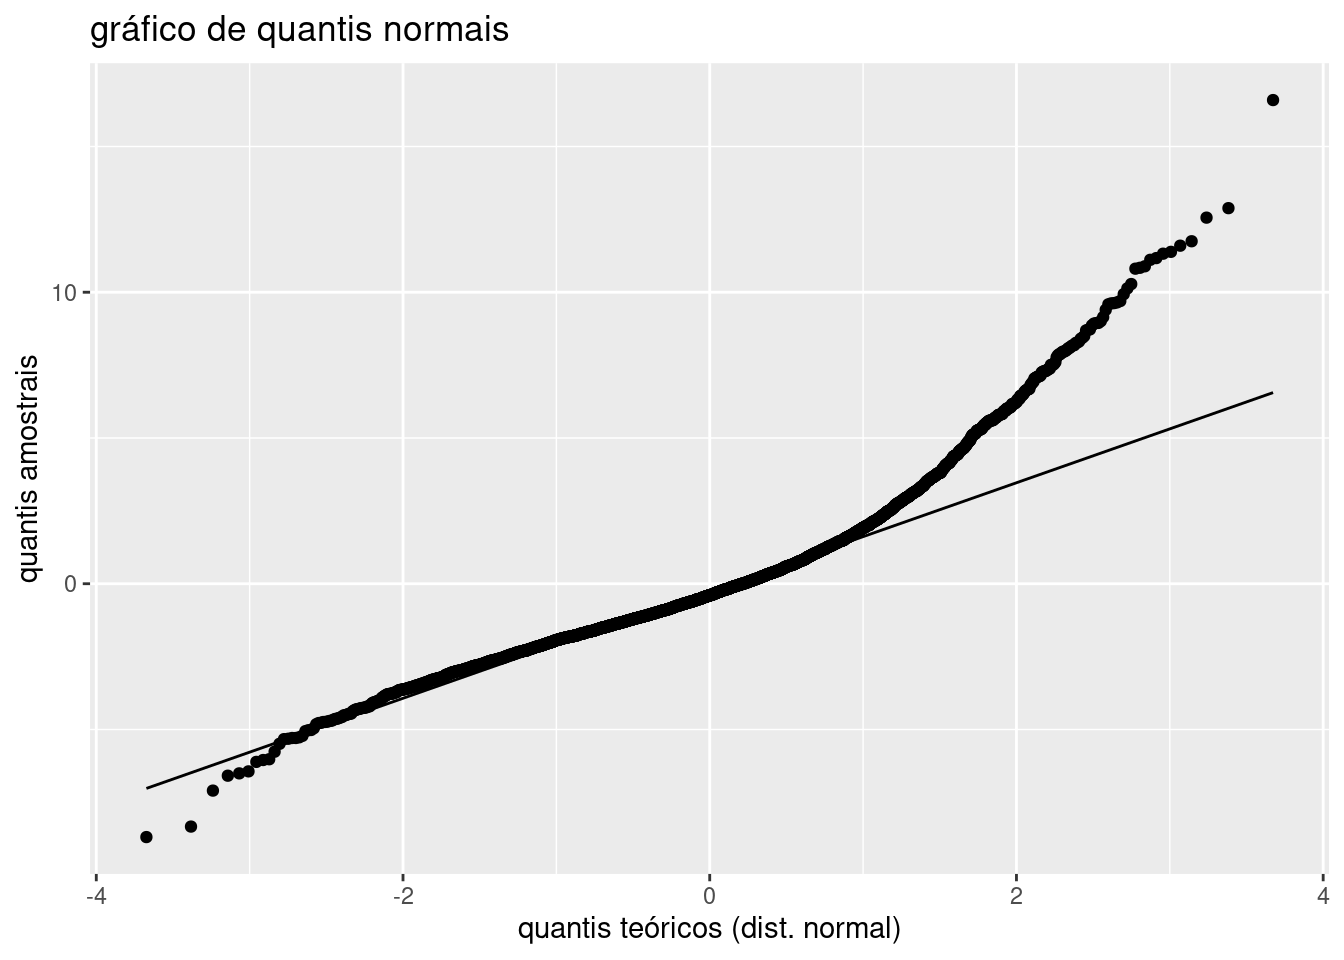 gráfico de quantis normais
quantis amostrais
10
0
-4
-2
0
2
4
quantis teóricos (dist. normal)